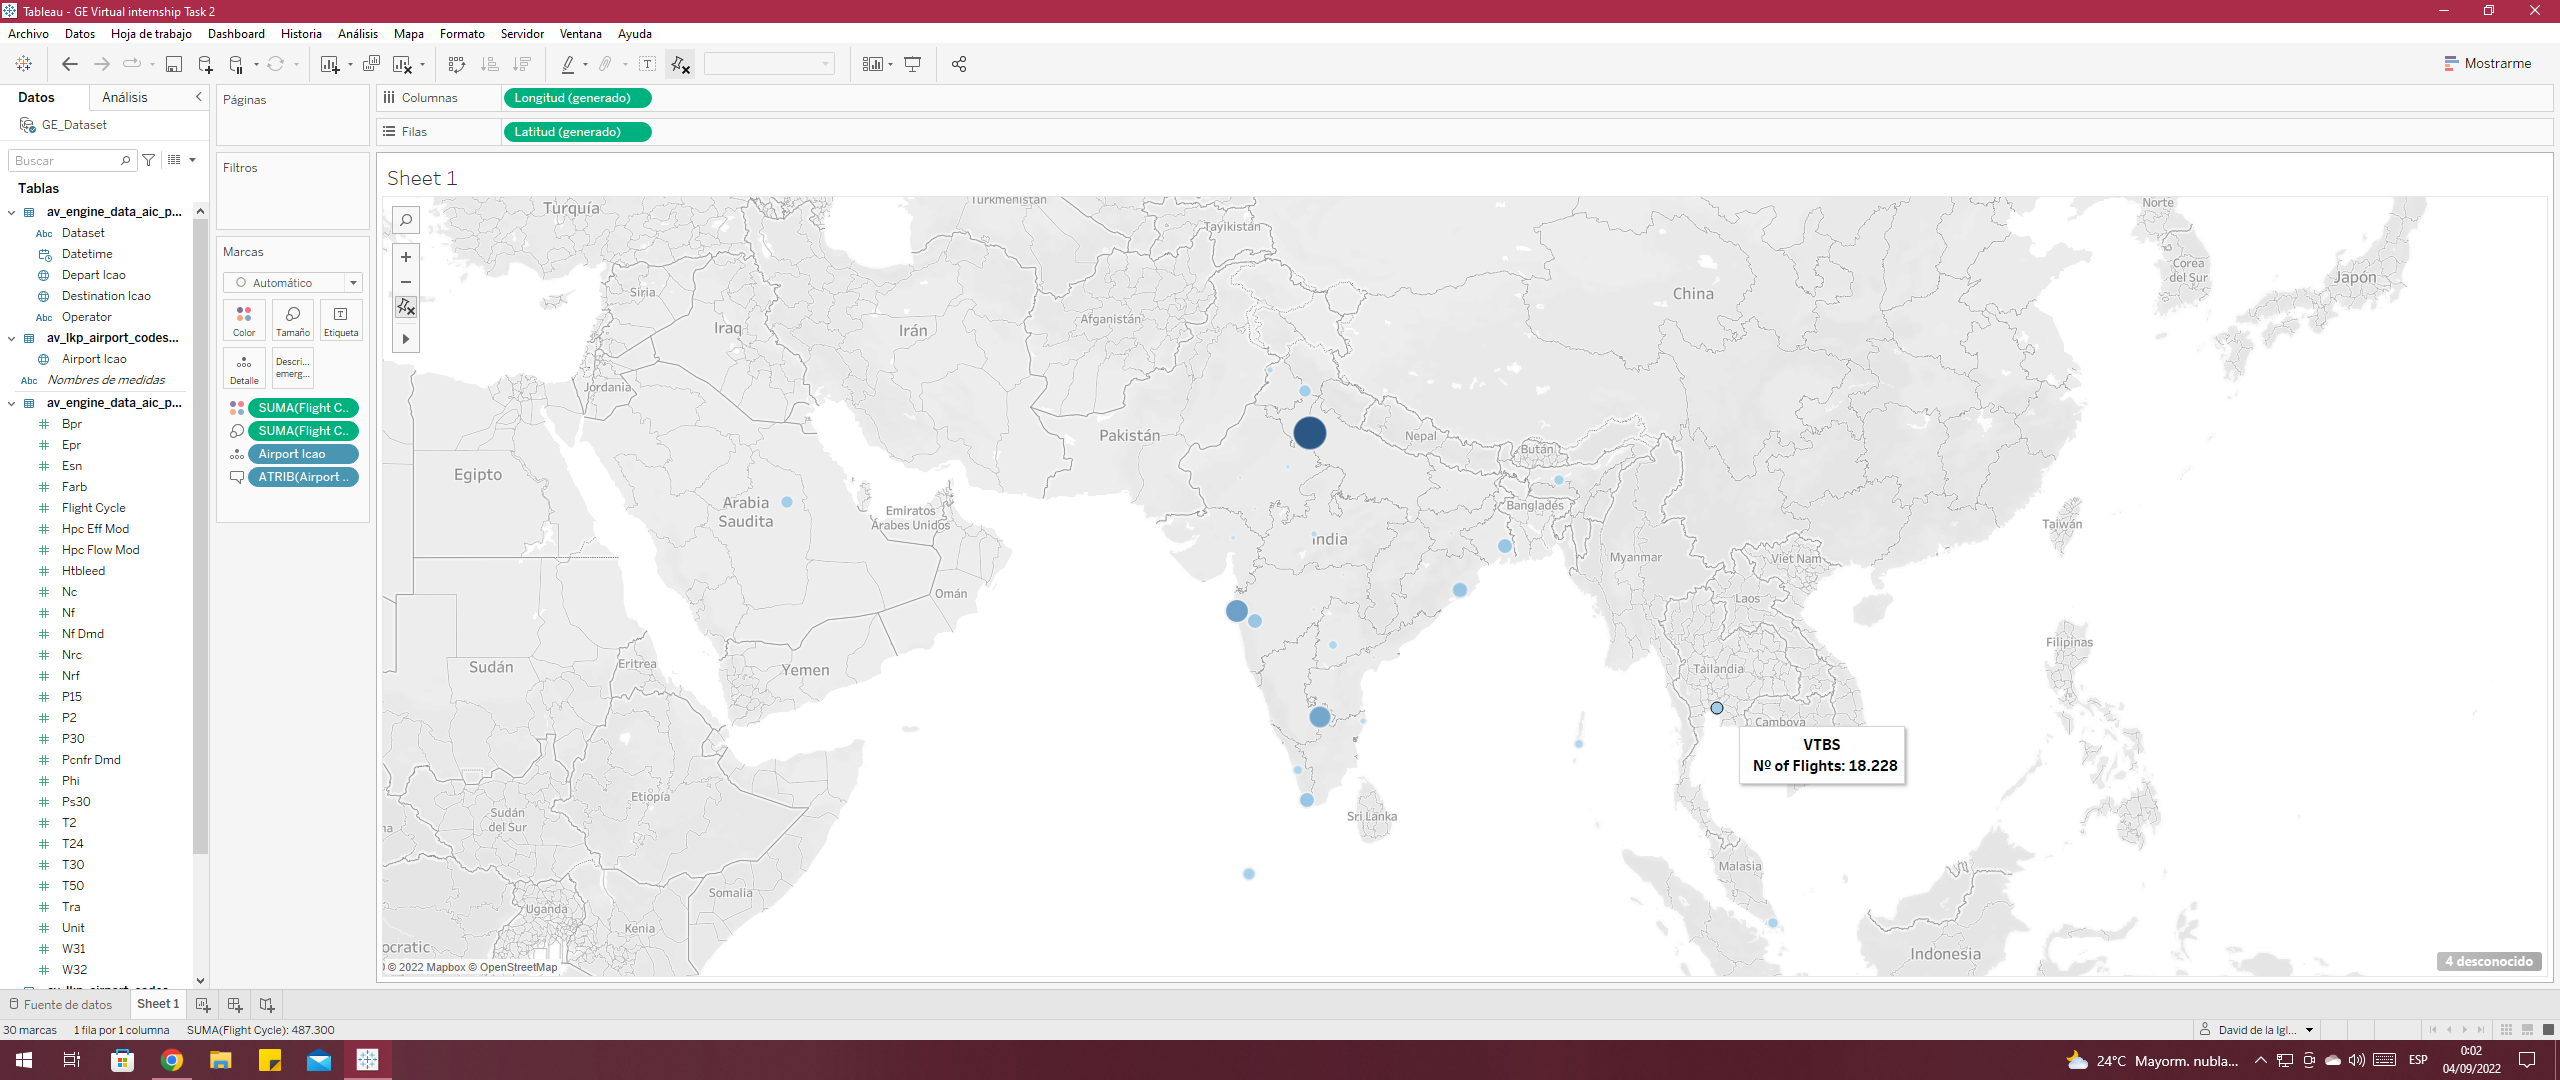 Tableau - GE Virtual internship Task 2
Archivo Datos Hoja de trabajo Dashboard Historia Análisis Mapa Formato Servidor Ventana Ayuda
Mostrarme
Datos Análisis
GE_Dataset
Buscar
Tablas
av_engine_data_aic_p...
Abc Dataset
Datetime
Depart Icao
Destination Icao
Abc Operator
av_lkp_airport_codes...
Airport Icao
Abc Nombres de medidas
av_engine_data_aic_p...
Bpr
Epr
Esn
Farb
Flight Cycle
Hpc Eff Mod
Hpc Flow Mod
Htbleed
Nc
Nf
Nf Dmd
Nrc
Nrf
P15
P2
P30
Pcnfr Dmd
Phi
Ps30
T2
T24
T30
T50
Tra
Unit
W31
W32
Páginas
Filtros
Marcas
Automático
Color Tamaño Etiqueta
Detalle
Descri...
emerg...
SUMA(Flight C..
SUMA(Flight C..
Airport Icao
ATRIB(Airport ..
Columnas Longitud (generado)
Filas Latitud (generado)
Sheet 1
Turquía
Turkmenistán
Tayikistán
Norte
Corea
del Sur
Japón
Siria
Iraq
Irán
Afganistán
China
Jordania
Egipto
Pakistán
Nepal
Bután
Arabia
Saudita
Emiratos
Árabes Unidos
Bangladés
Taiwán
India
Myanmar
Viet Nam
Omán
Laos
Sudán
Eritrea
Yemen
Tailandia
Filipinas
Camboya
VTBS
Nº of Flights: 18.228
Etiopía
Sudán
del Sur
Sri Lanka
Malasia
Somalia
Uganda
Kenia
ocratic
Indonesia
© 2022 Mapbox © OpenStreetMap
4 desconocido
Fuente de datos Sheet 1
30 marcas 1 fila por 1 columna SUMA(Flight Cycle): 487.300
David de la Igl...
24°C Mayorm. nubla...
ESP
0:02
04/09/2022